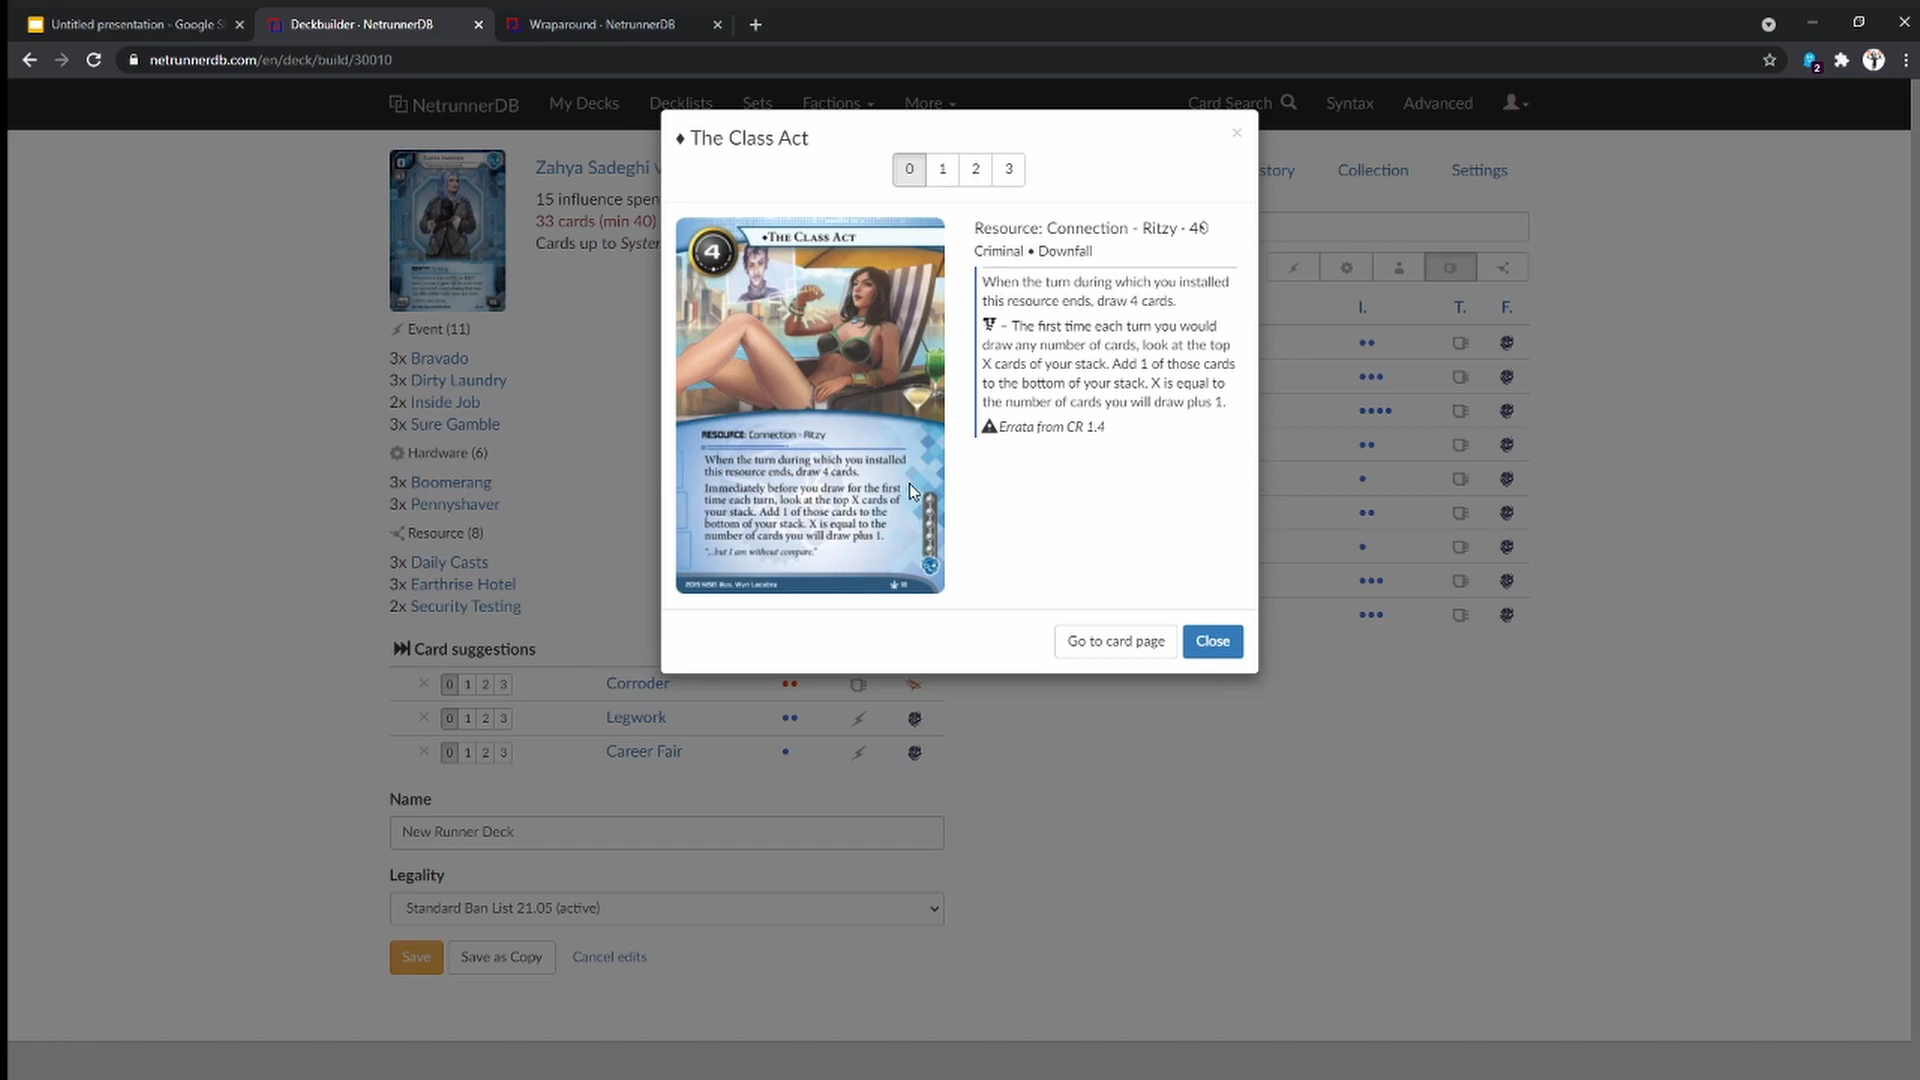 Untitled presentation - Google S
Deckbuilder · NetrunnerDB
Wraparound · NetrunnerDB
netrunnerdb.com/en/deck/build/30010
2
NetrunnerDB
My Decks
Decklists
Sets
Factions
More
Card Search
Syntax
Advanced
Zahya Sadeghi v
15 influence spen
33 cards (min 40)
Cards up to Syster
story
Collection
Settings
I.
T.
F.
Event (11)
3x Bravado
3x Dirty Laundry
2x Inside Job
3x Sure Gamble
Hardware (6)
3x Boomerang
3x Pennyshaver
Resource (8)
3x Daily Casts
3x Earthrise Hotel
2x Security Testing
Card suggestions
0 1 2 3 Corroder
0 1 2 3 Legwork
0 1 2 3 Career Fair
Name
New Runner Deck
Legality
Standard Ban List 21.05 (active)
Save
Save as Copy
Cancel edits
♦ The Class Act
×
0 1 2 3
4
•THE CLASS ACT
RESOURCE: Connection - Ritzy
When the turn during which you installed
this resource ends, draw 4 cards.
Immediately before you draw for the first
time each turn, look at the top X cards of
your stack. Add 1 of those cards to the
bottom of your stack. X is equal to the
number of cards you will draw plus 1.
"...but I am without compare."
Resource: Connection - Ritzy - 4
Criminal • Downfall
When the turn during which you installed
this resource ends, draw 4 cards.
– The first time each turn you would
draw any number of cards, look at the top
X cards of your stack. Add 1 of those cards
to the bottom of your stack. X is equal to
the number of cards you will draw plus 1.
Errata from CR 1.4
Go to card page
Close